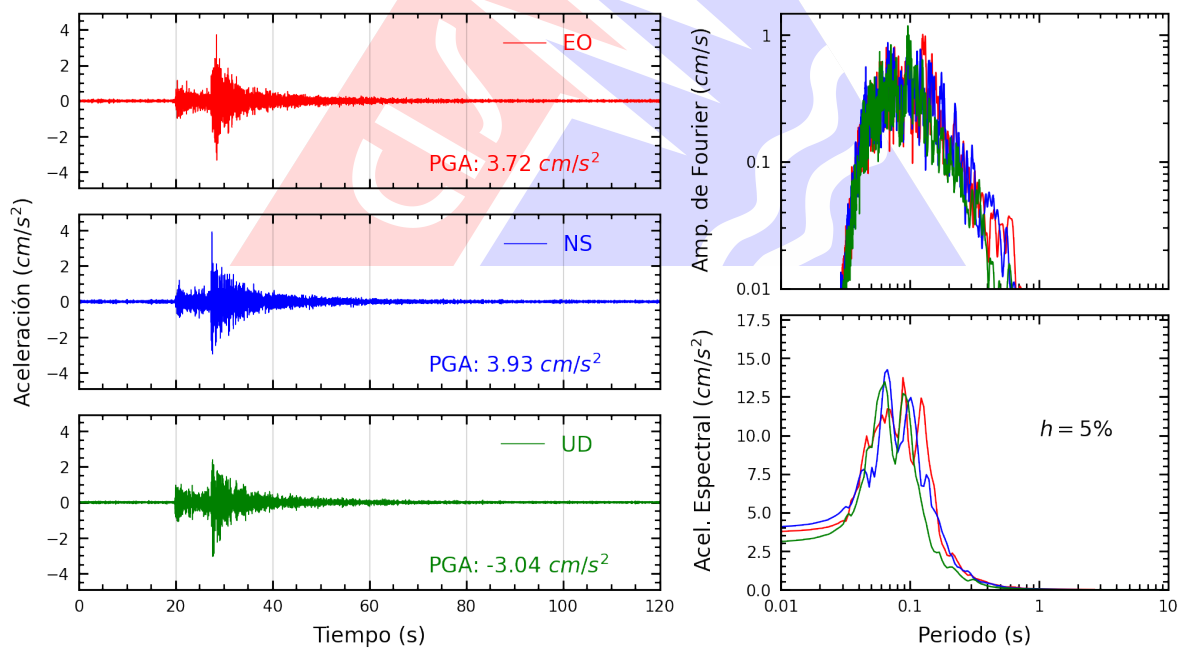 Aceleración (cm/s²)
4
2
0
−2
−4
EO
PGA: 3.72 cm/s²
4
2
0
−2
−4
NS
PGA: 3.93 cm/s²
4
2
0
−2
−4
UD
PGA: -3.04 cm/s²
0 20 40 60 80 100 120
Tiempo (s)
Amp. de Fourier (cm/s)
1
0.1
0.01
Acel. Espectral (cm/s²)
17.5
15.0
12.5
10.0
7.5
5.0
2.5
0.0
h = 5%
0.01 0.1 1 10
Periodo (s)